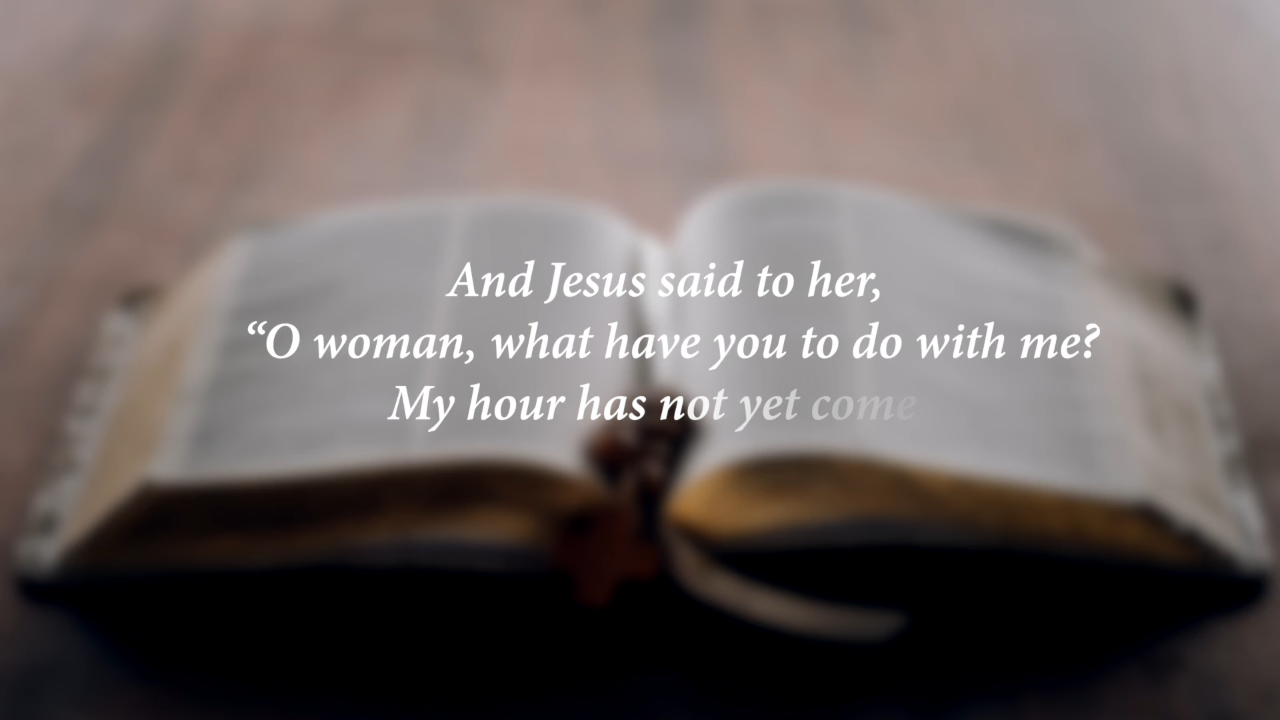 And Jesus said to her,
“O woman, what have you to do with me?
My hour has not yet come